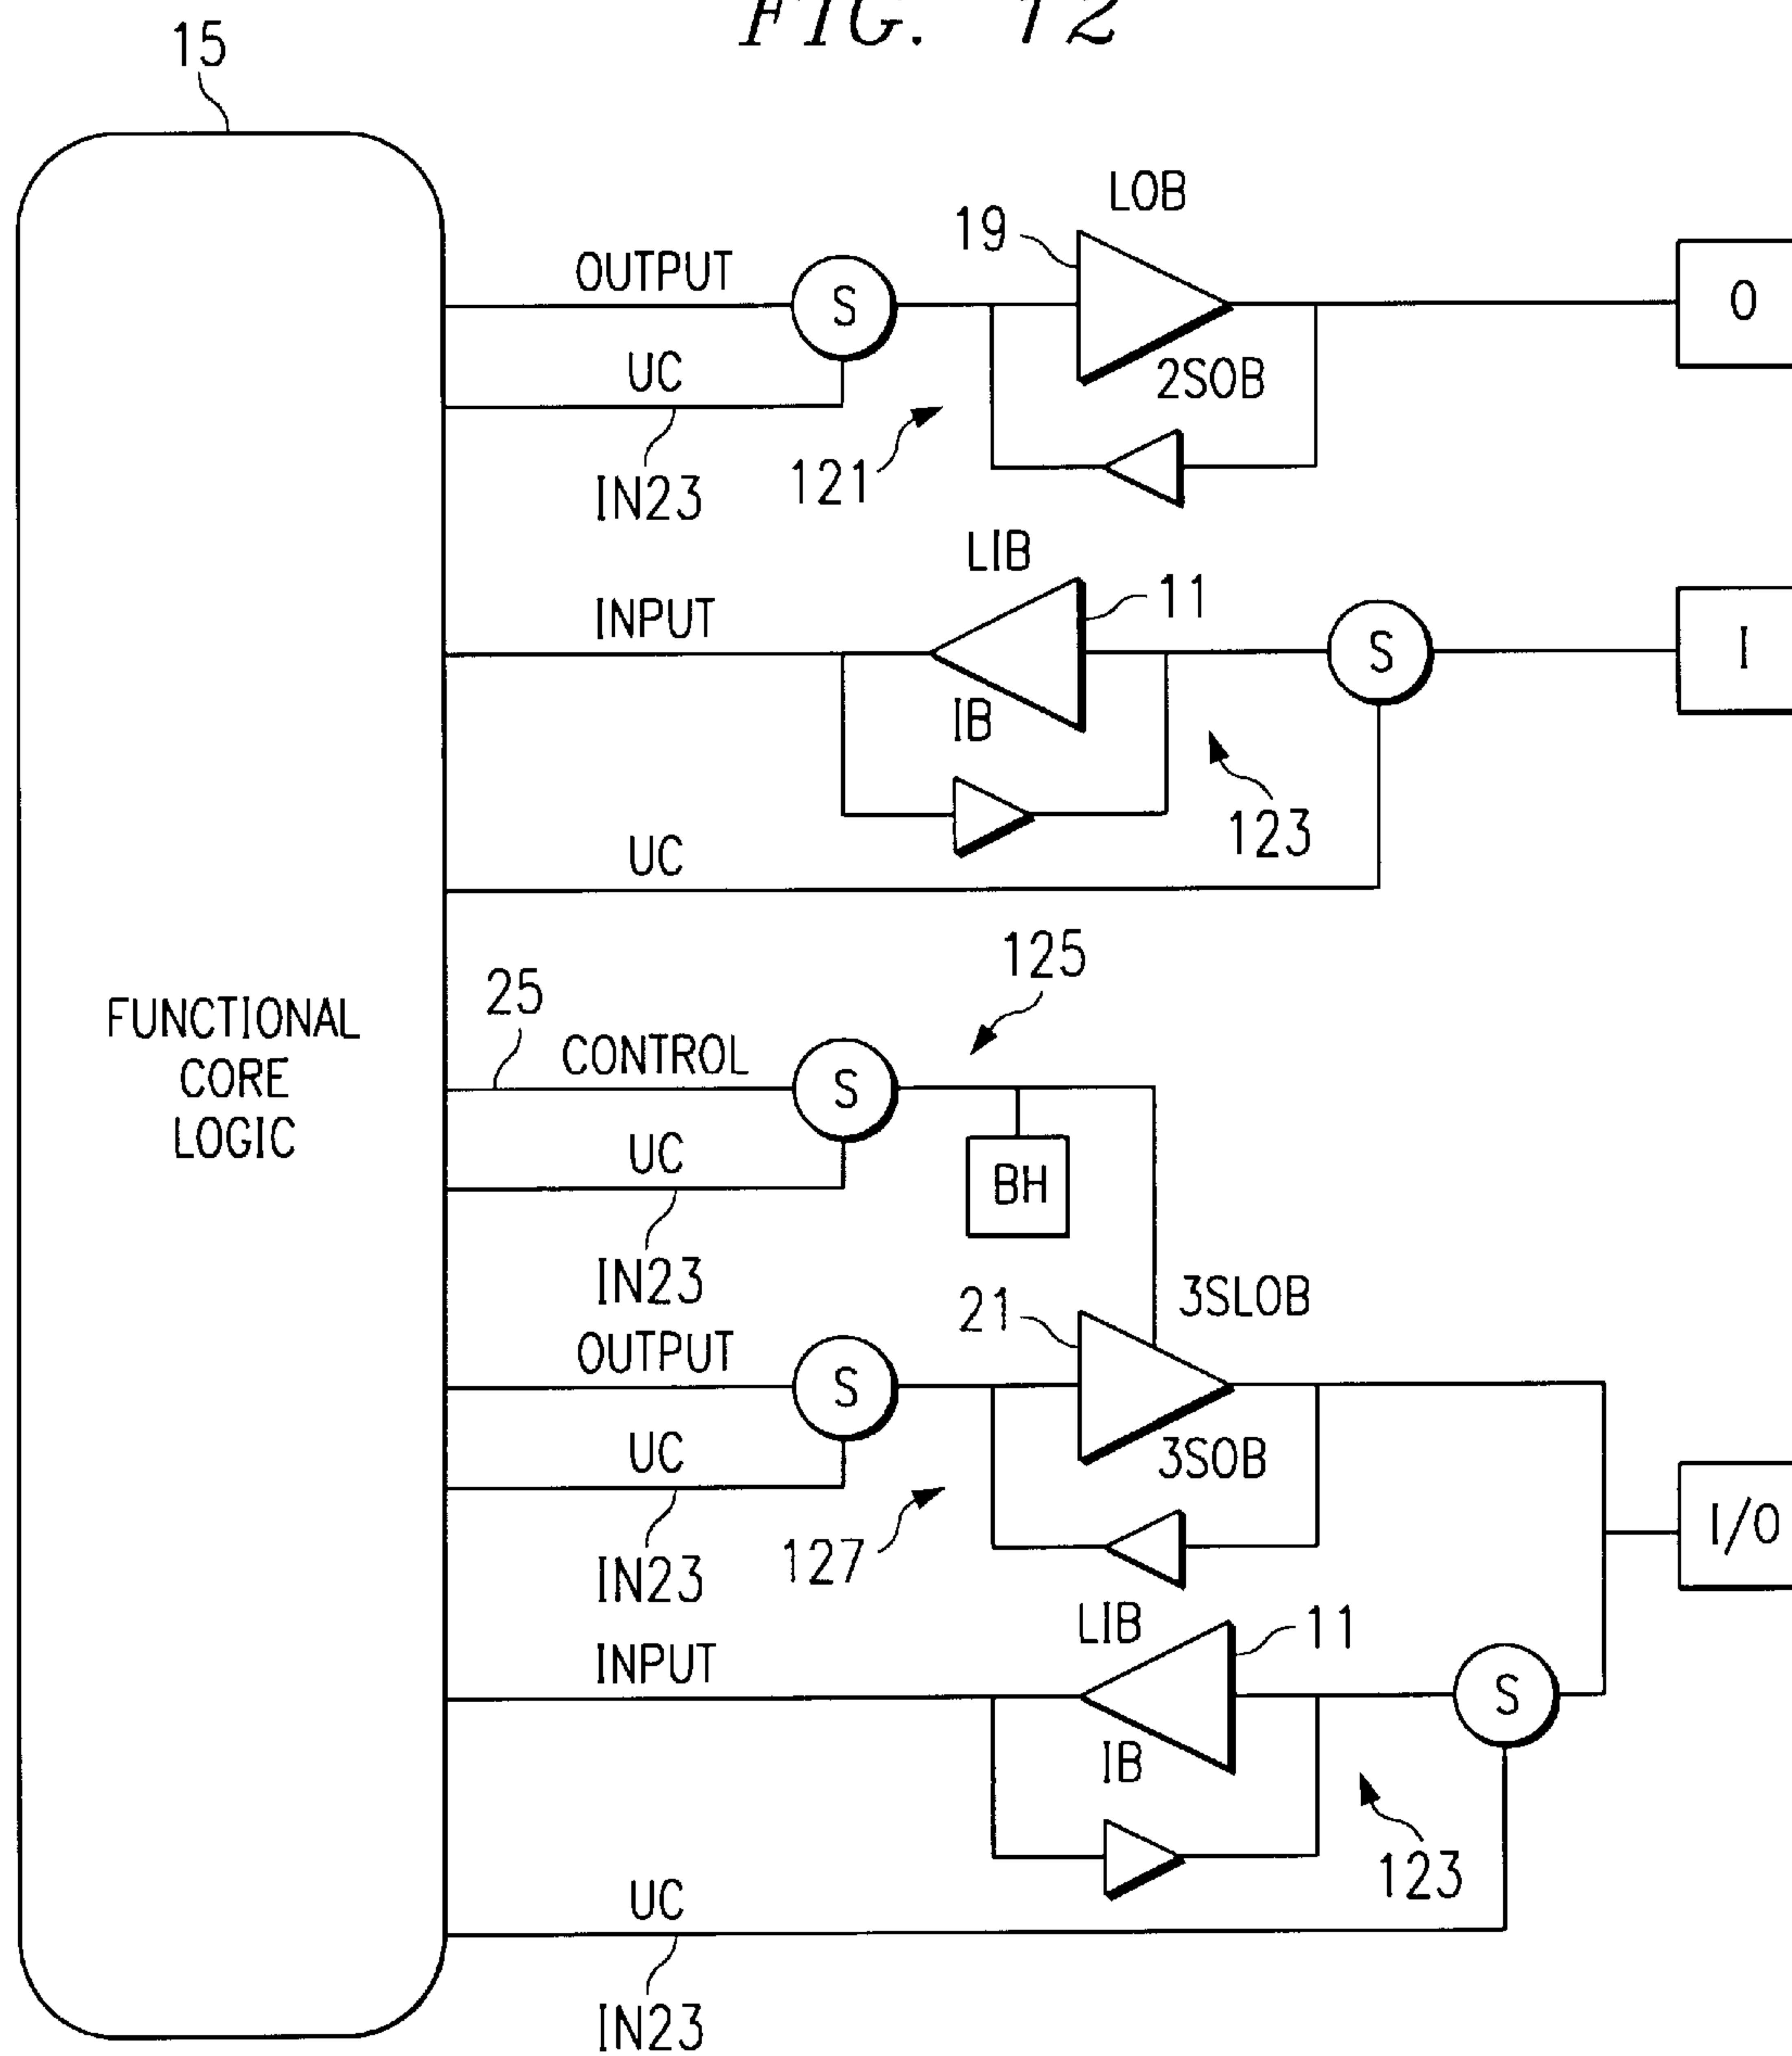 FIG. 12
15
LOB
19
OUTPUT
S
O
UC
2SOB
121
IN23
LIB
11
INPUT
S
I
IB
123
UC
125
25
CONTROL
S
FUNCTIONAL
CORE
LOGIC
UC
BH
IN23
3SLOB
21
OUTPUT
S
UC
3SOB
I/O
127
IN23
LIB
11
INPUT
S
IB
123
UC
IN23